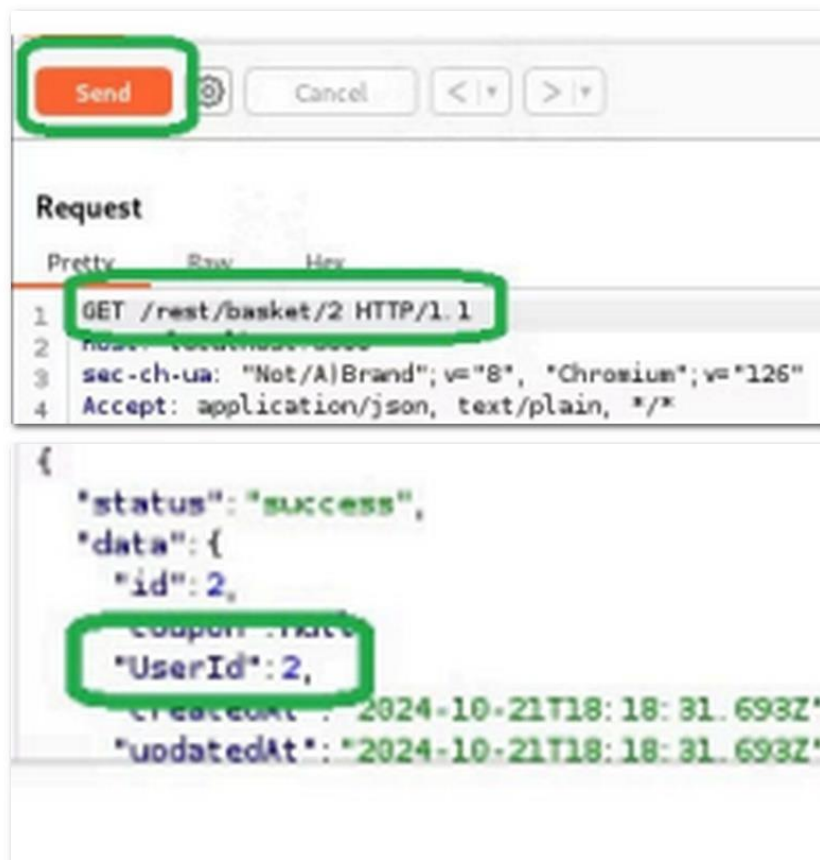 Send Cancel < | ▾ > | ▾
Request
Pretty Raw Hex
1 GET /rest/basket/2 HTTP/1.1
2
3 sec-ch-ua: "Not/A)Brand";v="8", "Chromium";v="126"
4 Accept: application/json, text/plain, */*
{
"status":"success",
"data":{
"id":2,
"UserId":2,
"createdAt":"2024-10-21T18:18:31.693Z"
"updatedAt":"2024-10-21T18:18:31.693Z"